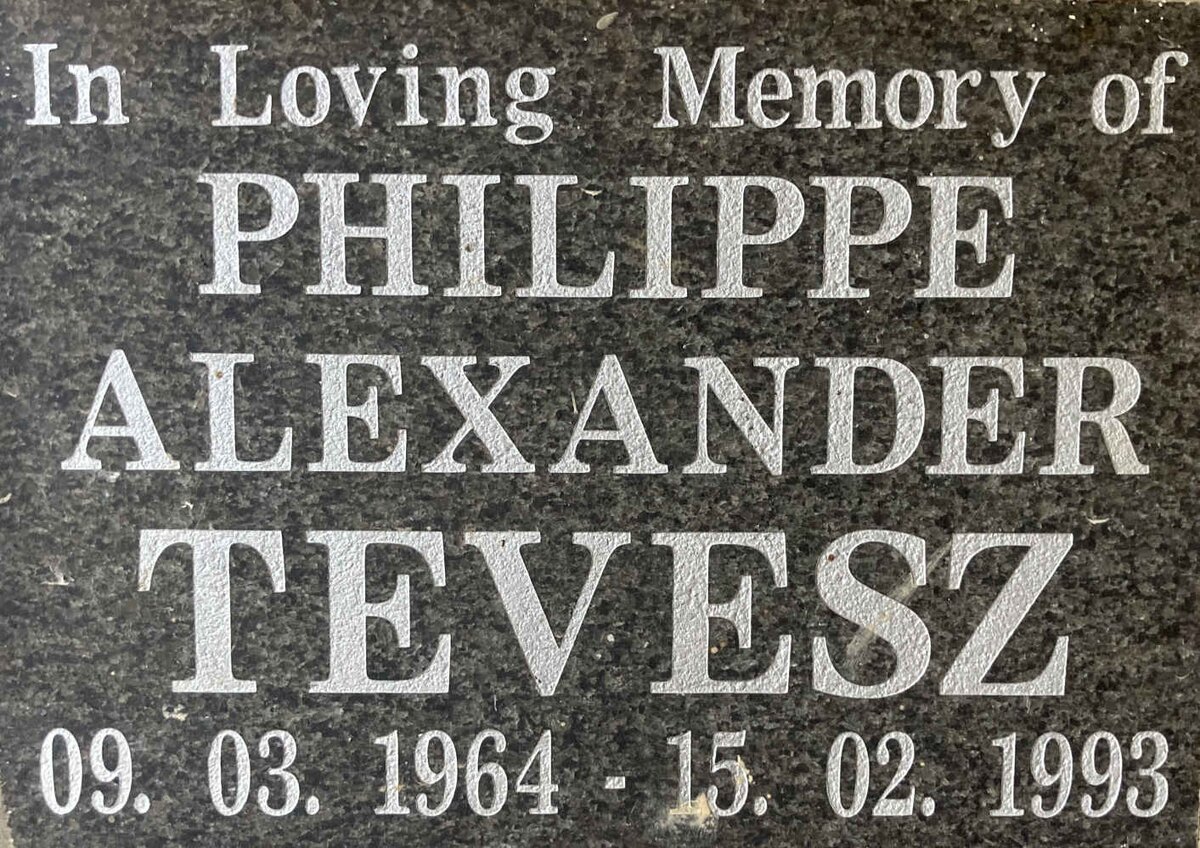 In Loving Memory of
PHILIPPE
ALEXANDER
TEVESZ
09. 03. 1964 - 15. 02. 1993